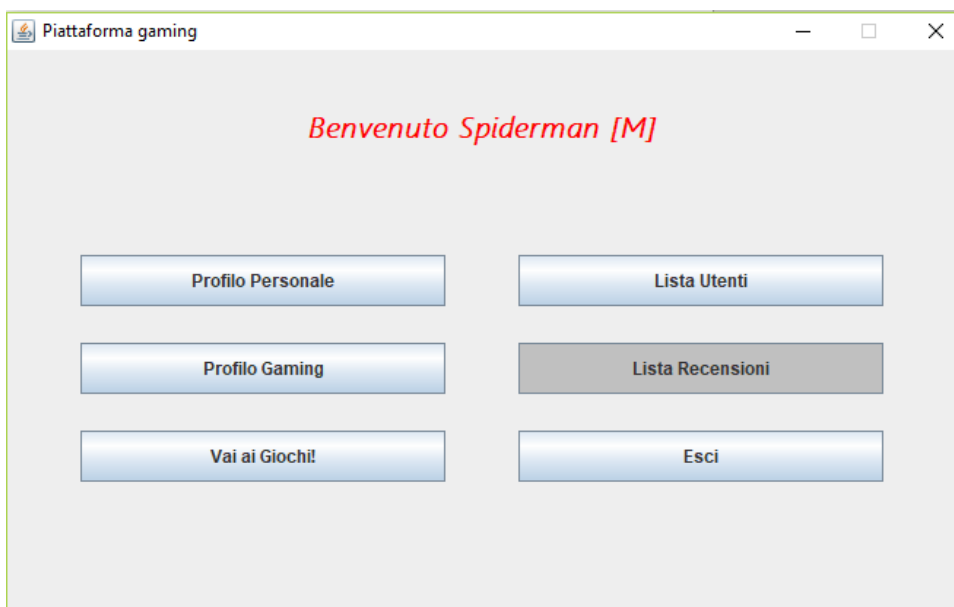 Piattaforma gaming
Benvenuto Spiderman [M]
Profilo Personale
Lista Utenti
Profilo Gaming
Lista Recensioni
Vai ai Giochi!
Esci